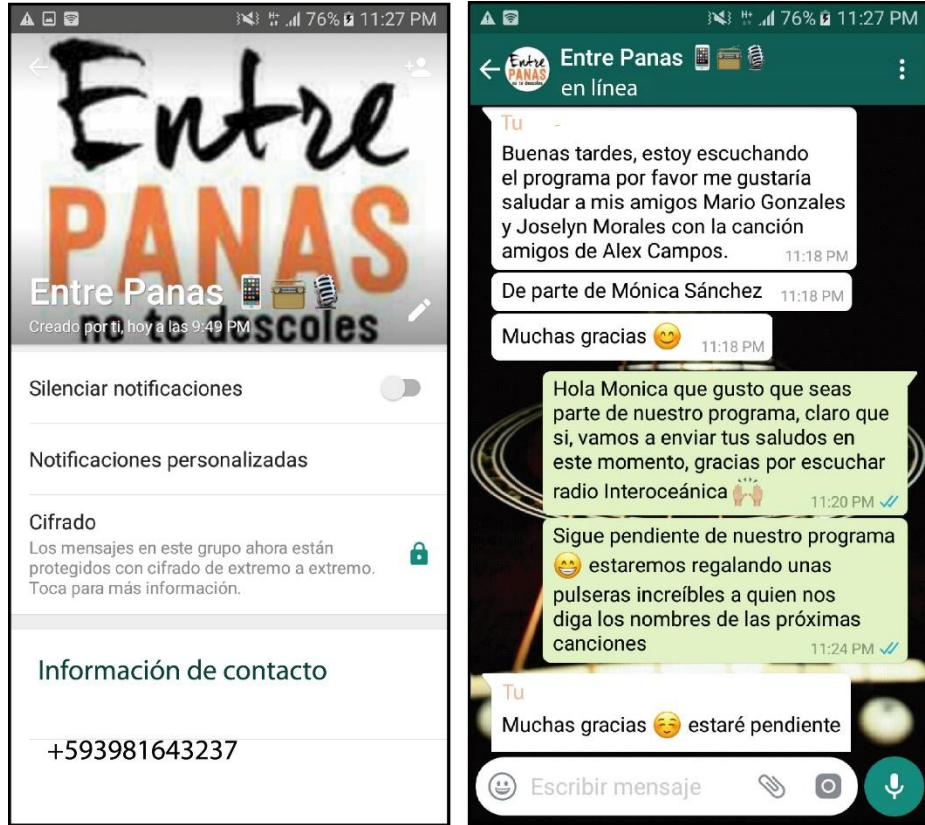 76% 11:27 PM
Entre
PANAS
no te descoles
Entre Panas
Creado por ti, hoy a las 9:49 PM
Silenciar notificaciones
Notificaciones personalizadas
Cifrado
Los mensajes en este grupo ahora están
protegidos con cifrado de extremo a extremo.
Toca para más información.
Información de contacto
+593981643237
H+ 76% 11:27 PM
Entre
PANAS
Entre Panas
en línea
Tu -
Buenas tardes, estoy escuchando
el programa por favor me gustaría
saludar a mis amigos Mario Gonzales
y Joselyn Morales con la canción
amigos de Alex Campos. 11:18 PM
De parte de Mónica Sánchez 11:18 PM
Muchas gracias 😊 11:18 PM
Hola Monica que gusto que seas
parte de nuestro programa, claro que
si, vamos a enviar tus saludos en
este momento, gracias por escuchar
radio Interoceánica 🙌🏼 11:20 PM
Sigue pendiente de nuestro programa
😁 estaremos regalando unas
pulseras increíbles a quien nos
diga los nombres de las próximas
canciones 11:24 PM
Tu
Muchas gracias ☺️ estaré pendiente
Escribir mensaje